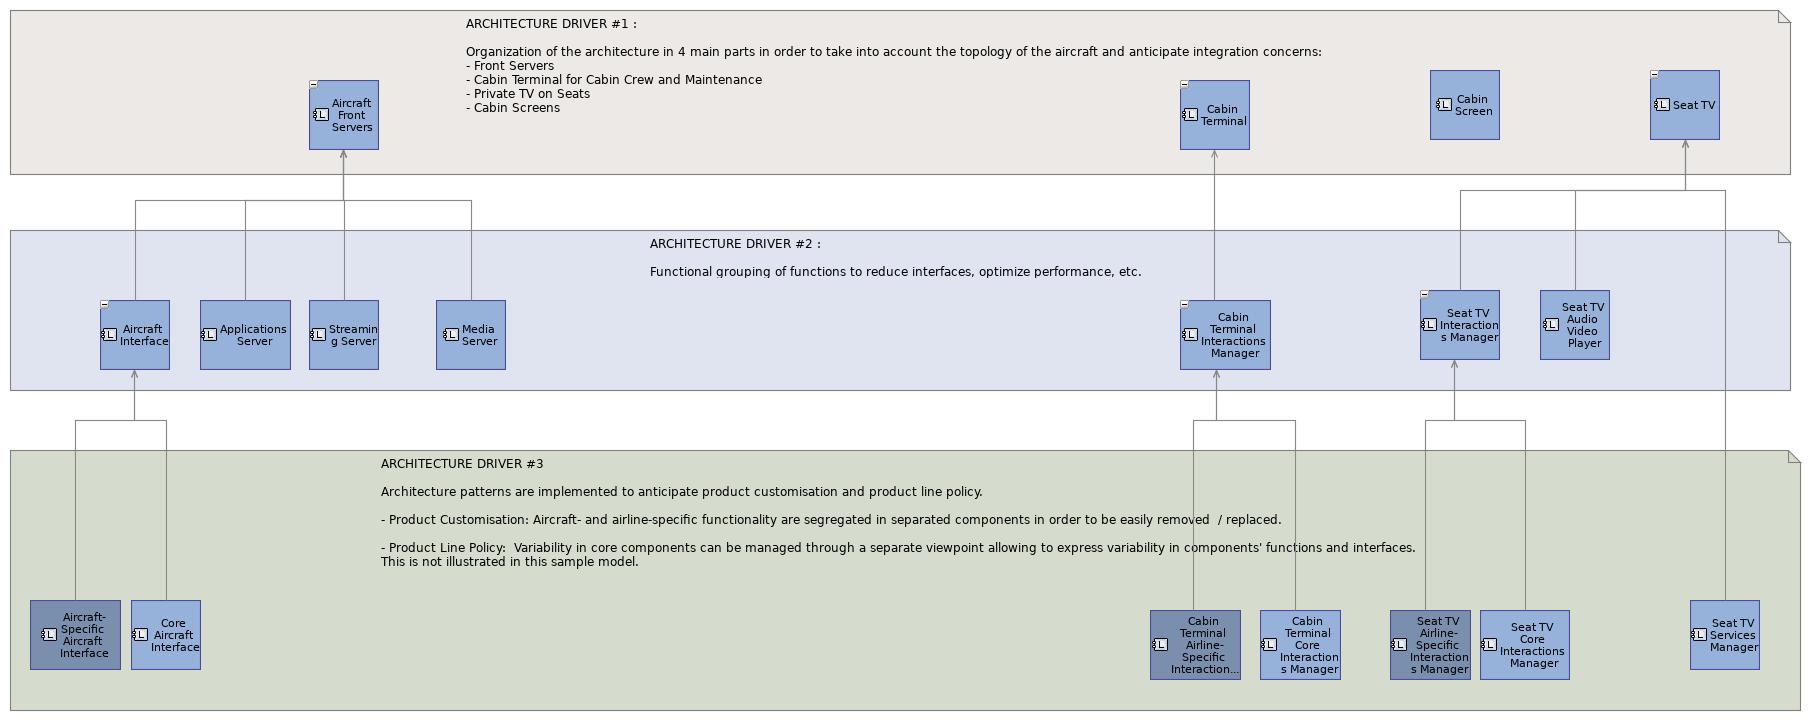 ARCHITECTURE DRIVER #1 :
Organization of the architecture in 4 main parts in order to take into account the topology of the aircraft and anticipate integration concerns:
- Front Servers
- Cabin Terminal for Cabin Crew and Maintenance
- Private TV on Seats
- Cabin Screens
L
Aircraft
Front
Servers
L
Cabin
Terminal
L
Cabin
Screen
L
Seat TV
ARCHITECTURE DRIVER #2 :
Functional grouping of functions to reduce interfaces, optimize performance, etc.
L
Aircraft
Interface
L
Applications
Server
L
Streamin
g Server
L
Media
Server
L
Cabin
Terminal
Interactions
Manager
L
Seat TV
Interaction
s Manager
L
Seat TV
Audio
Video
Player
ARCHITECTURE DRIVER #3
Architecture patterns are implemented to anticipate product customisation and product line policy.
- Product Customisation: Aircraft- and airline-specific functionality are segregated in separated components in order to be easily removed  / replaced.
- Product Line Policy:  Variability in core components can be managed through a separate viewpoint allowing to express variability in components' functions and interfaces.
This is not illustrated in this sample model.
L
Aircraft-
Specific
Aircraft
Interface
L
Core
Aircraft
Interface
L
Cabin
Terminal
Airline-
Specific
Interaction...
L
Cabin
Terminal
Core
Interaction
s Manager
L
Seat TV
Airline-
Specific
Interaction
s Manager
L
Seat TV
Core
Interactions
Manager
L
Seat TV
Services
Manager